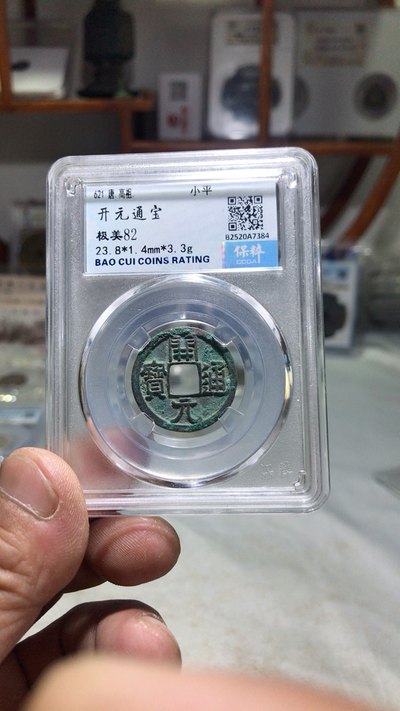 621 唐 高祖
小平
开元通宝
极美82
23.8*1.4mm*3.3g
B2520A7384
保粹
BAO CUI COINS RATING
開
寶 通
元